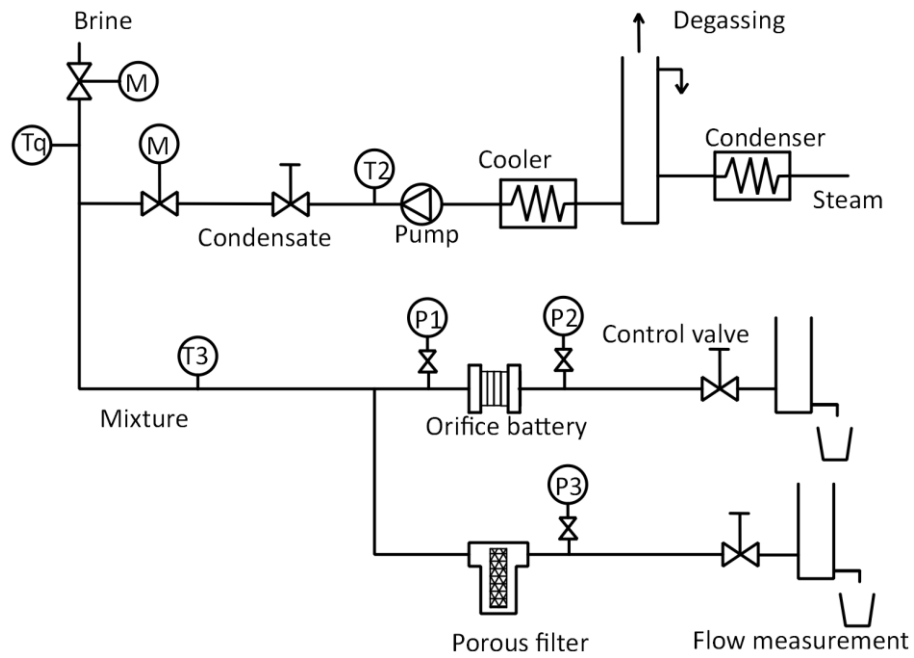 Brine
Degassing
M
Tq
M
T2
Cooler
Condenser
Steam
Condensate
Pump
P1
P2
Control valve
T3
Mixture
Orifice battery
P3
Porous filter
Flow measurement